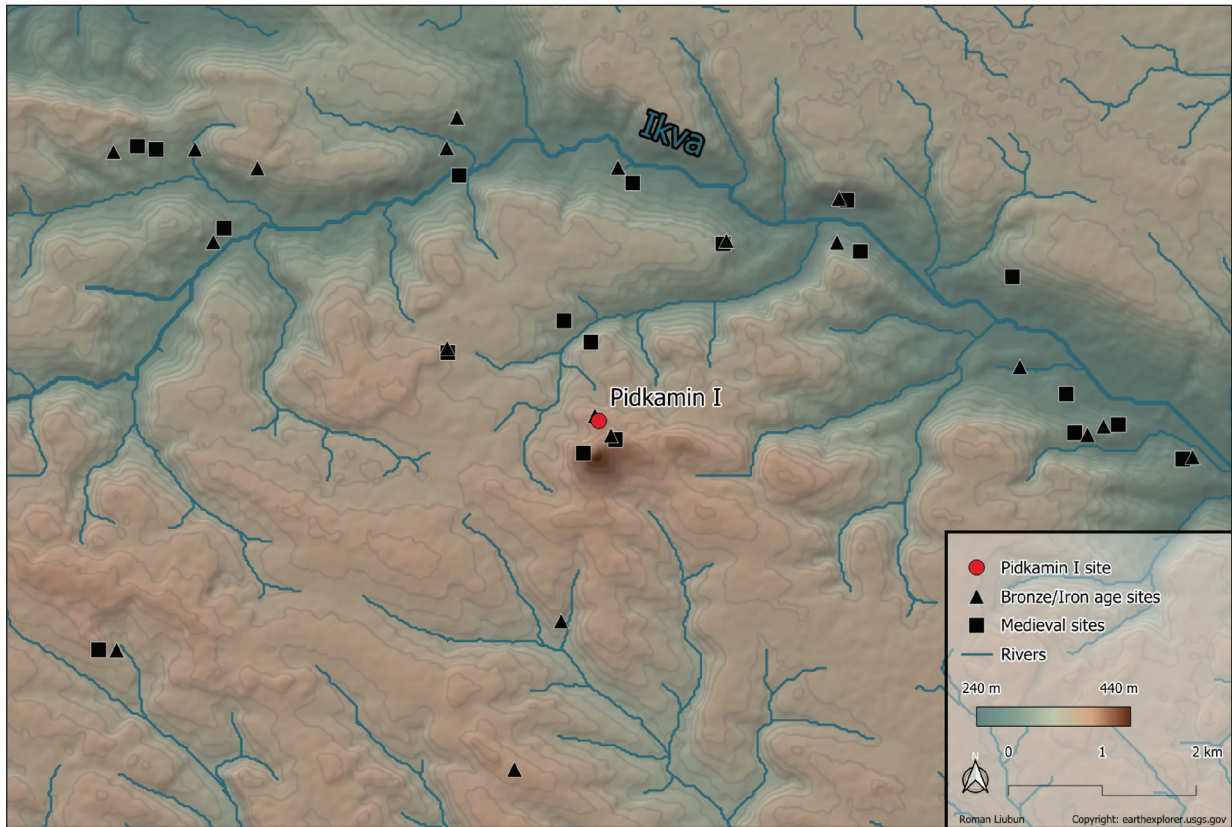 Ikva
Pidkamin I
Pidkamin I site
Bronze/Iron age sites
Medieval sites
Rivers
240 m 440 m
0 1 2 km
N
Roman Liubun Copyright: earthexplorer.usgs.gov